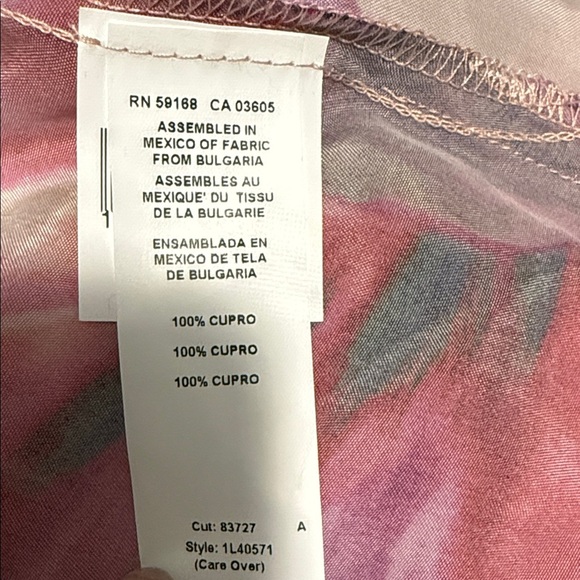 RN 59168 CA 03605
ASSEMBLED IN
MEXICO OF FABRIC
FROM BULGARIA
ASSEMBLES AU
MEXIQUE' DU TISSU
DE LA BULGARIE
ENSAMBLADA EN
MEXICO DE TELA
DE BULGARIA
100% CUPRO
100% CUPRO
100% CUPRO
Cut: 83727 A
Style: 1L40571
(Care Over)